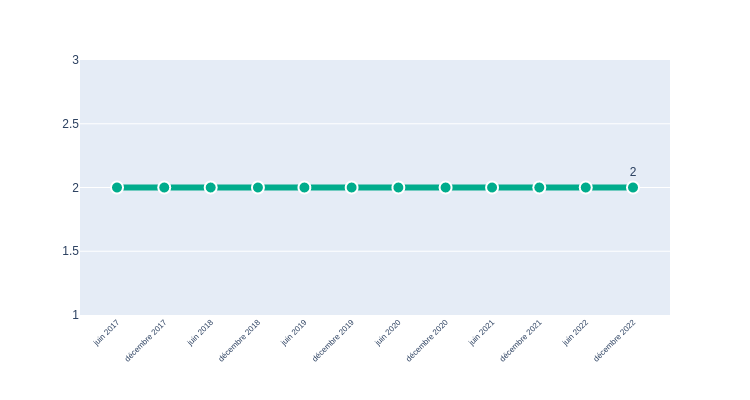 3
2.5
2
1.5
1
2
juin 2017
décembre 2017
juin 2018
décembre 2018
juin 2019
décembre 2019
juin 2020
décembre 2020
juin 2021
décembre 2021
juin 2022
décembre 2022